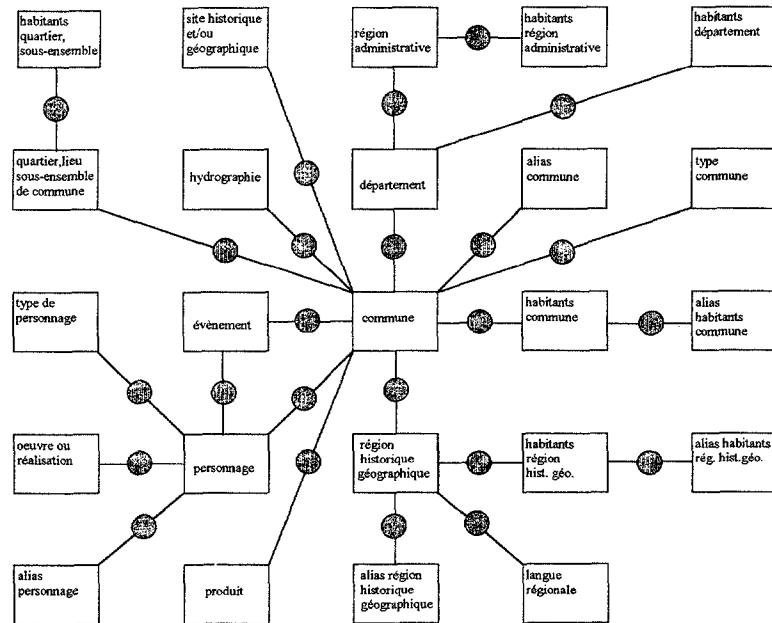 habitants
quartier,
sous-ensemble
site historique
et/ou
géographique
région
administrative
habitants
région
administrative
habitants
département
quartier,lieu
sous-ensemble
de commune
hydrographie
département
alias
commune
type
commune
type de
personnage
évènement
commune
habitants
commune
alias
habitants
commune
oeuvre ou
réalisation
personnage
région
historique
géographique
habitants
région
hist. géo.
alias habitants
rég. hist.géo.
alias
personnage
produit
alias région
historique
géographique
langue
régionale